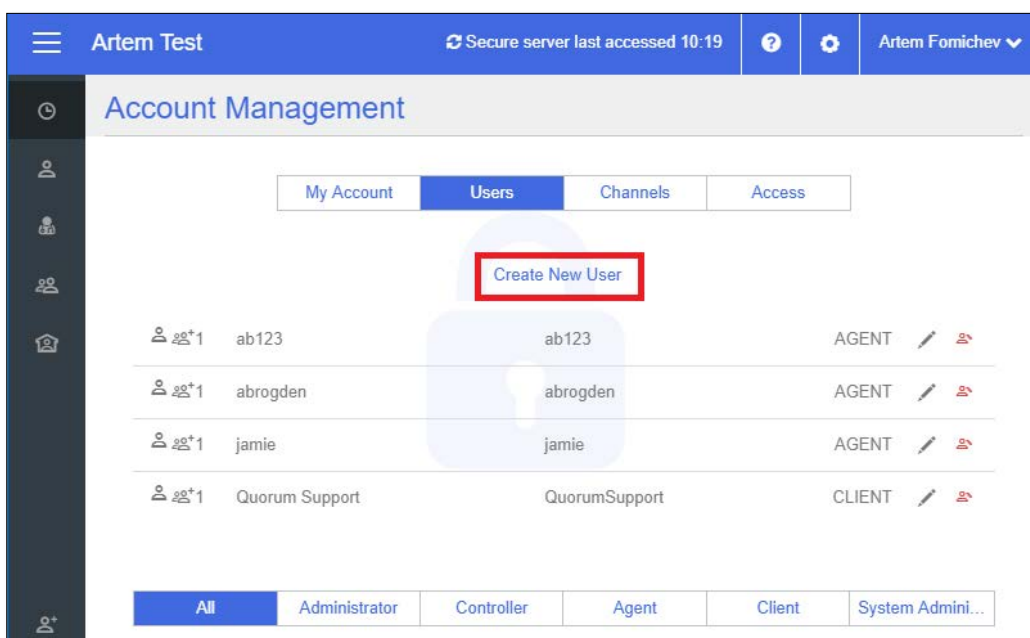 Artem Test Secure server last accessed 10:19 ? Artem Fomichev
Account Management
My Account Users Channels Access
Create New User
+1 ab123 ab123 AGENT
+1 abrogden abrogden AGENT
+1 jamie jamie AGENT
+1 Quorum Support QuorumSupport CLIENT
All Administrator Controller Agent Client System Admini...